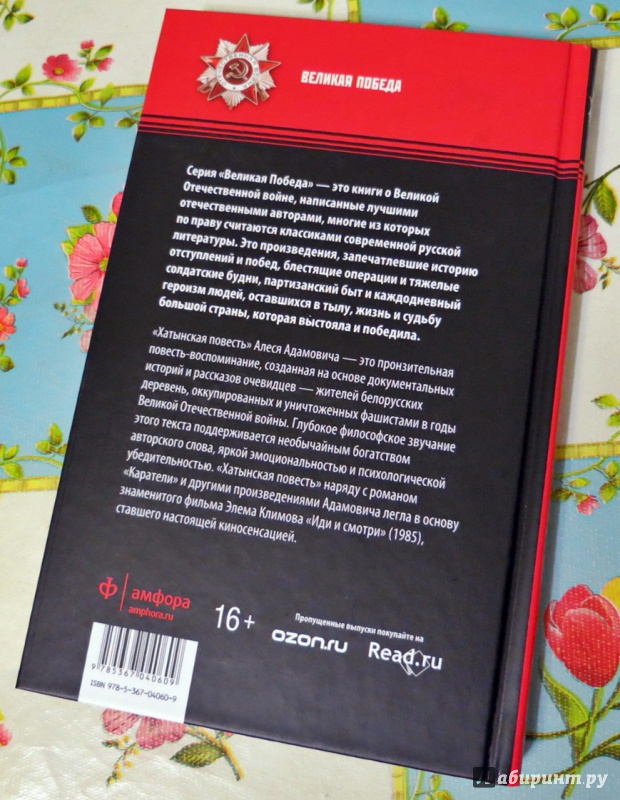 ВЕЛИКАЯ ПОБЕДА
Серия «Великая Победа» — это книги о Великой
Отечественной войне, написанные лучшими
отечественными авторами, многие из которых
по праву считаются классиками современной русской
литературы. Это произведения, запечатлевшие историю
отступлений и побед, блестящие операции и тяжелые
солдатские будни, партизанский быт и каждодневный
героизм людей, оставшихся в тылу, жизнь и судьбу
большой страны, которая выстояла и победила.
«Хатынская повесть» Алеся Адамовича — это пронзительная
повесть-воспоминание, созданная на основе документальных
историй и рассказов очевидцев — жителей белорусских
деревень, оккупированных и уничтоженных фашистами в годы
Великой Отечественной войны. Глубокое философское звучание
этого текста поддерживается необычайным богатством
авторского слова, яркой эмоциональностью и психологической
убедительностью. «Хатынская повесть» наряду с романом
«Каратели» и другими произведениями Адамовича легла в основу
знаменитого фильма Элема Климова «Иди и смотри» (1985),
ставшего настоящей киносенсацией.
амфора
amphora.ru
16+
Пропущенные выпуски покупайте на
ozon.ru
Read.ru
9 785367 040609
ISBN 978-5-367-04060-9
Лабиринт.ру